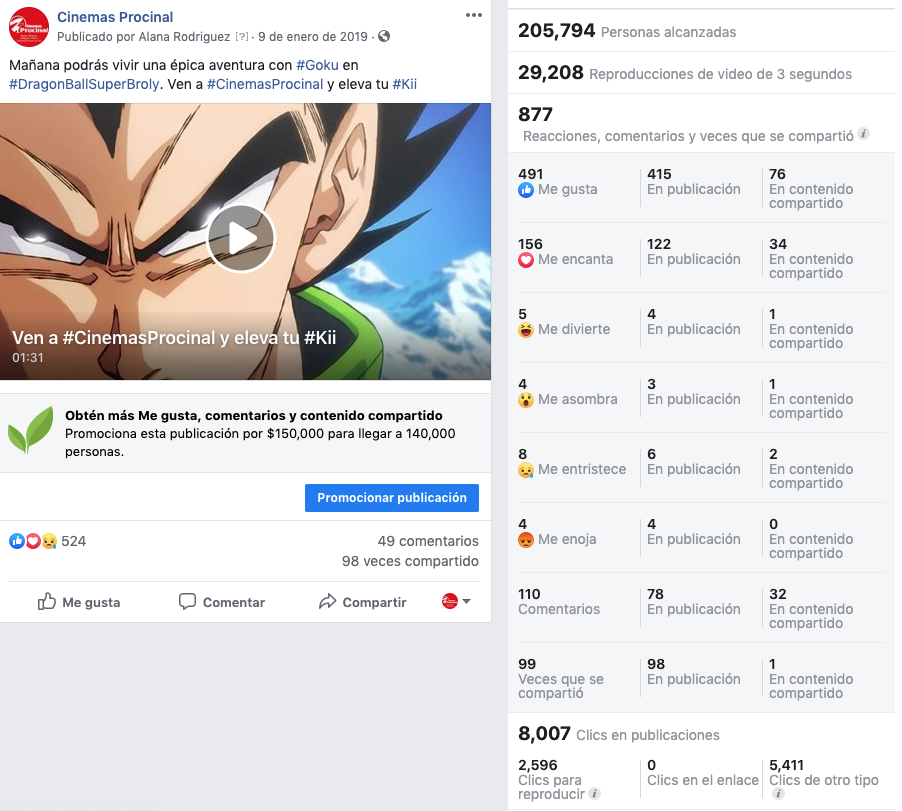 Cinemas Procinal
Publicado por Alana Rodriguez [?] · 9 de enero de 2019 ·
Mañana podrás vivir una épica aventura con #Goku en
#DragonBallSuperBroly. Ven a #CinemasProcinal y eleva tu #Kii
Ven a #CinemasProcinal y eleva tu #Kii
01:31
Obtén más Me gusta, comentarios y contenido compartido
Promociona esta publicación por $150,000 para llegar a 140,000
personas.
Promocionar publicación
524
49 comentarios
98 veces compartido
Me gusta
Comentar
Compartir
205,794 Personas alcanzadas
29,208 Reproducciones de video de 3 segundos
877
Reacciones, comentarios y veces que se compartió
491 415 76
Me gusta En publicación En contenido
compartido
156 122 34
Me encanta En publicación En contenido
compartido
5 4 1
Me divierte En publicación En contenido
compartido
4 3 1
Me asombra En publicación En contenido
compartido
8 6 2
Me entristece En publicación En contenido
compartido
4 4 0
Me enoja En publicación En contenido
compartido
110 78 32
Comentarios En publicación En contenido
compartido
99 98 1
Veces que se En publicación En contenido
compartió compartido
8,007 Clics en publicaciones
2,596 0 5,411
Clics para Clics en el enlace Clics de otro tipo
reproducir